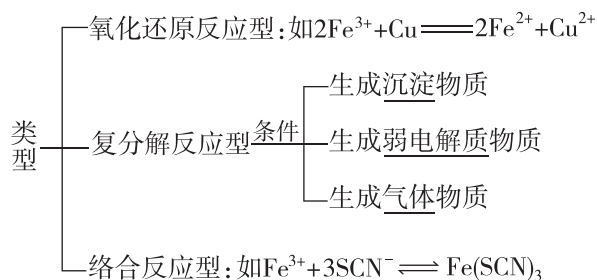 氧化还原反应型:如2Fe³⁺+Cu══2Fe²⁺+Cu²⁺
类型
复分解反应型
条件
生成沉淀物质
生成弱电解质物质
生成气体物质
络合反应型:如Fe³⁺+3SCN⁻⇌Fe(SCN)₃